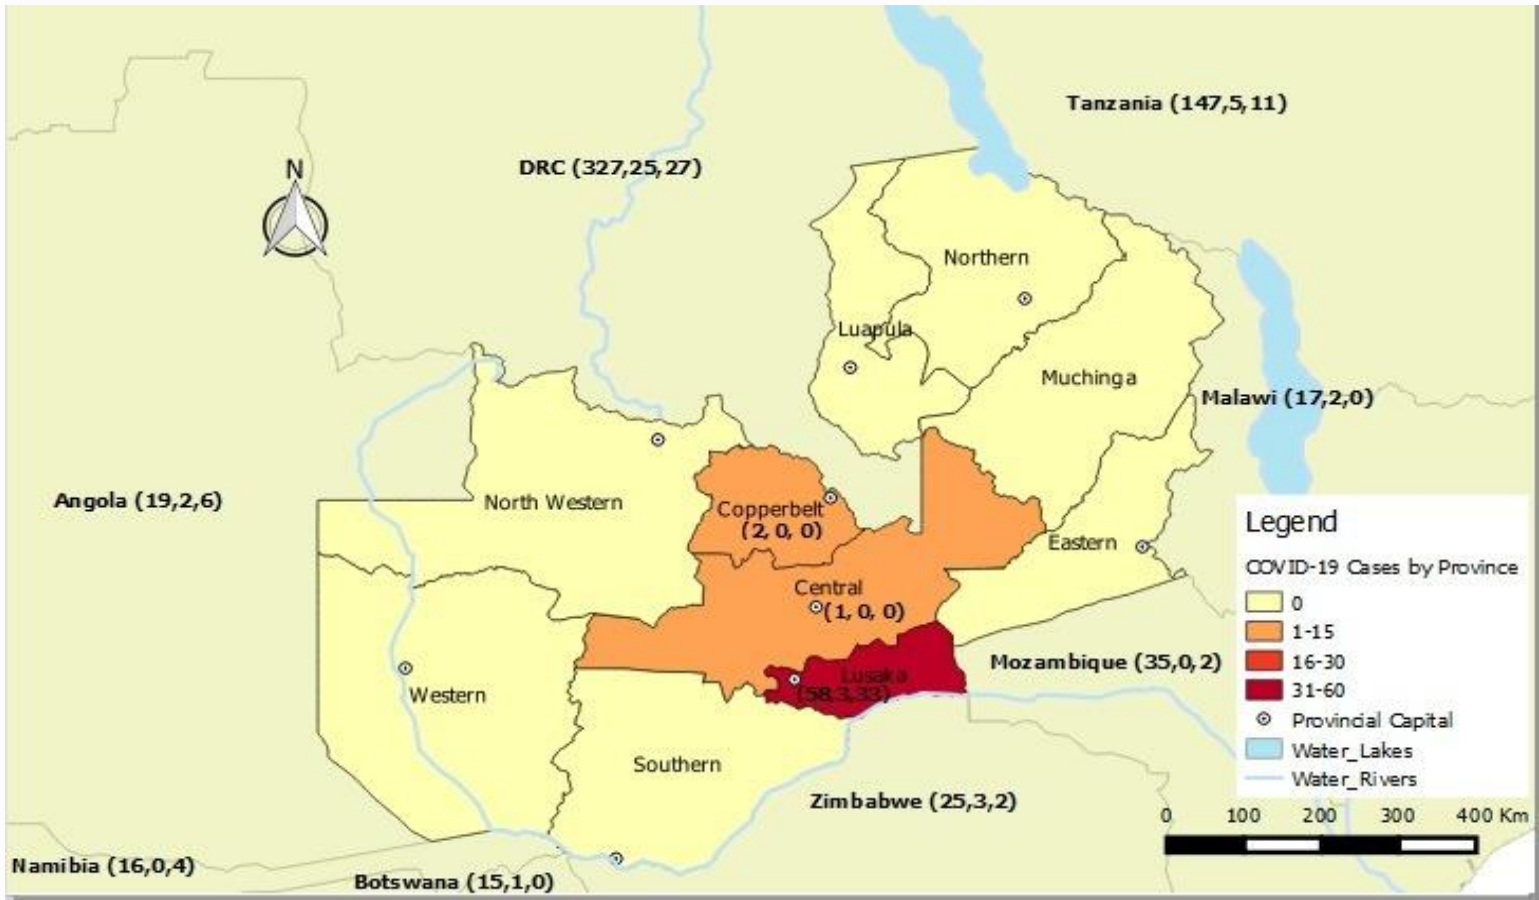 Tanzania (147,5,11)
DRC (327,25,27)
N
Northern
Luapula
Muchinga
Malawi (17,2,0)
Angola (19,2,6)
North Western
Copperbelt
(2, 0, 0)
Eastern
Central
(1, 0, 0)
Lusaka
(58,3,33)
Mozambique (35,0,2)
Western
Southern
Zimbabwe (25,3,2)
Namibia (16,0,4)
Botswana (15,1,0)
Legend
COVID-19 Cases by Province
0
1-15
16-30
31-60
Provincial Capital
Water_Lakes
Water_Rivers
0 100 200 300 400 Km